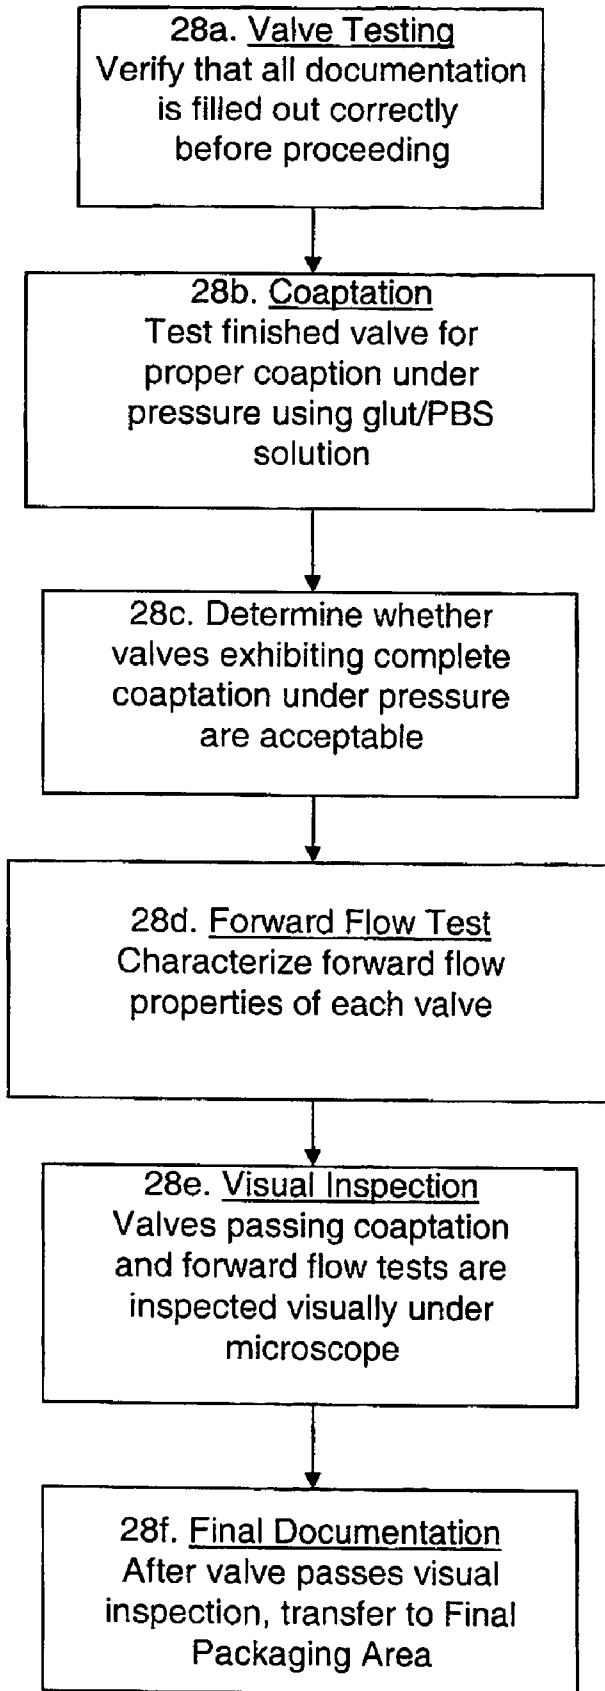 28a. Valve Testing
Verify that all documentation
is filled out correctly
before proceeding
28b. Coaptation
Test finished valve for
proper coaption under
pressure using glut/PBS
solution
28c. Determine whether
valves exhibiting complete
coaptation under pressure
are acceptable
28d. Forward Flow Test
Characterize forward flow
properties of each valve
28e. Visual Inspection
Valves passing coaptation
and forward flow tests are
inspected visually under
microscope
28f. Final Documentation
After valve passes visual
inspection, transfer to Final
Packaging Area